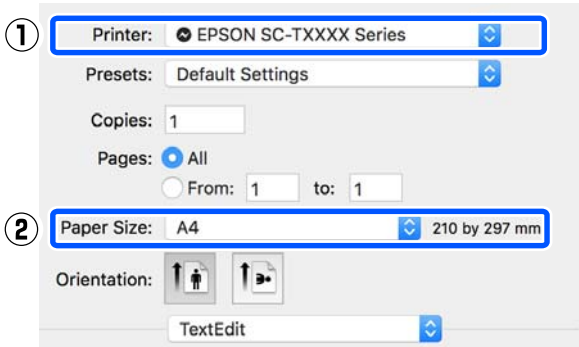 ① Printer: EPSON SC-TXXXX Series
Presets: Default Settings
Copies: 1
Pages: All
From: 1 to: 1
② Paper Size: A4 210 by 297 mm
Orientation:
TextEdit